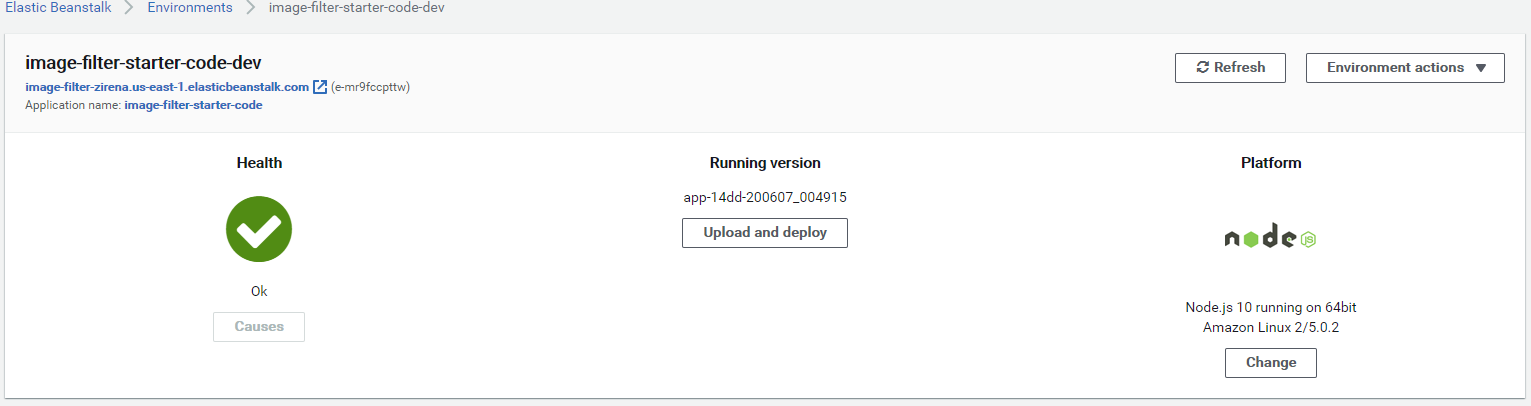 Elastic Beanstalk > Environments > image-filter-starter-code-dev
image-filter-starter-code-dev
image-filter-zirena.us-east-1.elasticbeanstalk.com (e-mr9fccpttw)
Application name: image-filter-starter-code
Refresh
Environment actions
Health
Ok
Causes
Running version
app-14dd-200607_004915
Upload and deploy
Platform
node JS
Node.js 10 running on 64bit
Amazon Linux 2/5.0.2
Change